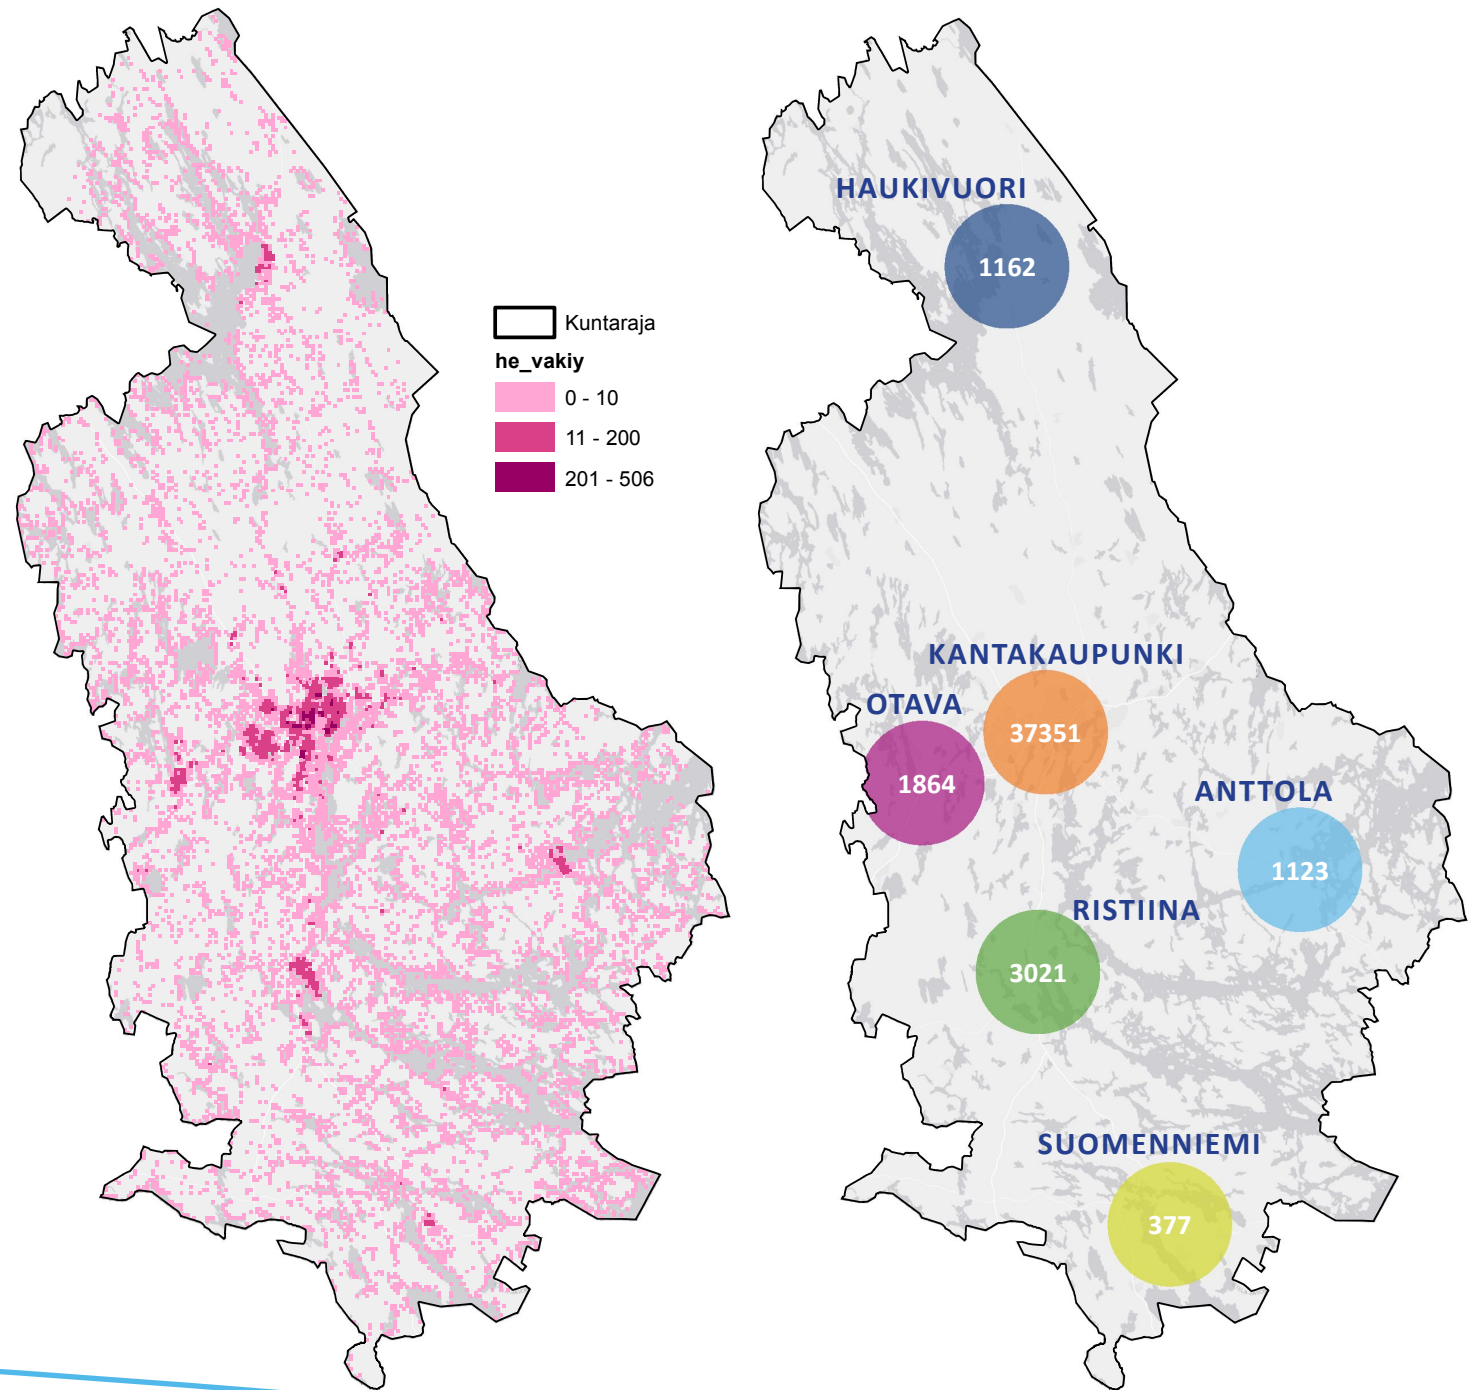 Kuntaraja
he_vakiy
0 - 10
11 - 200
201 - 506
HAUKIVUORI
1162
KANTAKAUPUNKI
37351
OTAVA
1864
ANTTOLA
1123
RISTIINA
3021
SUOMENNIEMI
377